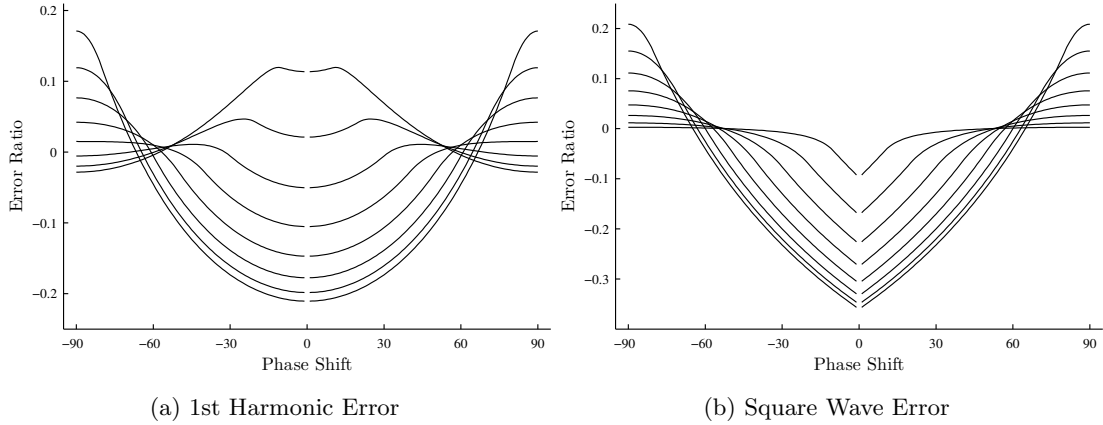 0.2
0.1
0
−0.1
−0.2
Error Ratio
−90 −60 −30 0 30 60 90
Phase Shift
(a) 1st Harmonic Error
0.2
0.1
0
−0.1
−0.2
−0.3
Error Ratio
−90 −60 −30 0 30 60 90
Phase Shift
(b) Square Wave Error